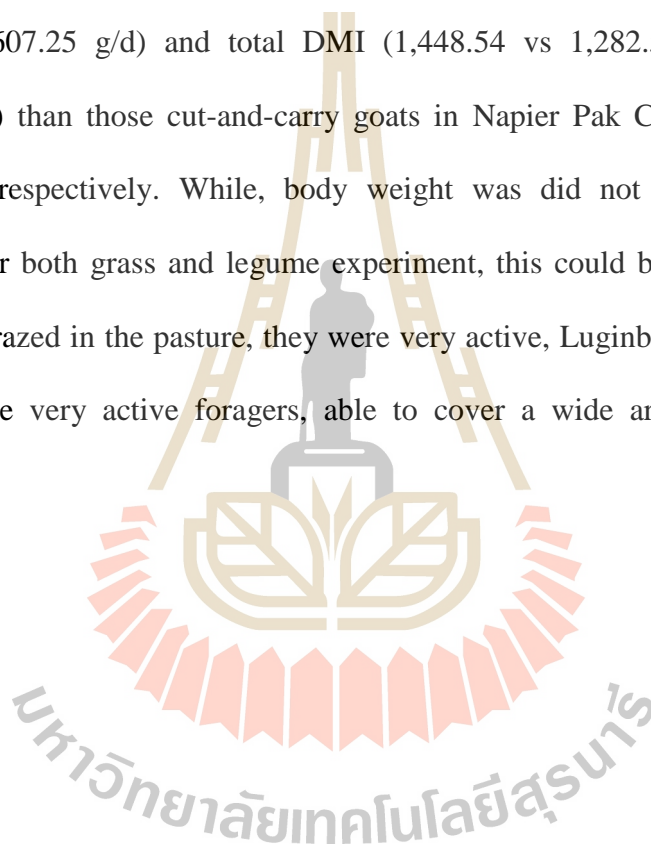 607.25 g/d) and total DMI (1,448.54 vs 1,282.
) than those cut-and-carry goats in Napier Pak C
respectively. While, body weight was did not
r both grass and legume experiment, this could b
razed in the pasture, they were very active, Luginb
e very active foragers, able to cover a wide ar
มหาวิทยาลัยเทคโนโลยีสุรนารี